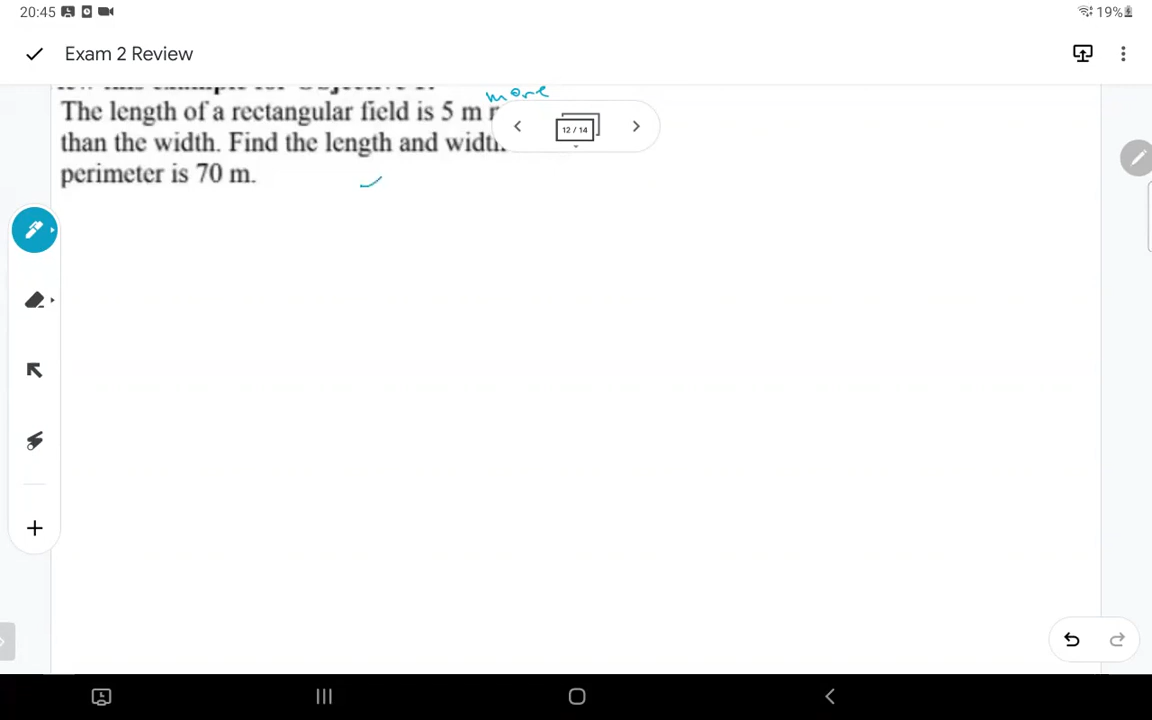 20:45 19%
Exam 2 Review
more
The length of a rectangular field is 5 m
than the width. Find the length and width
perimeter is 70 m.
12 / 14